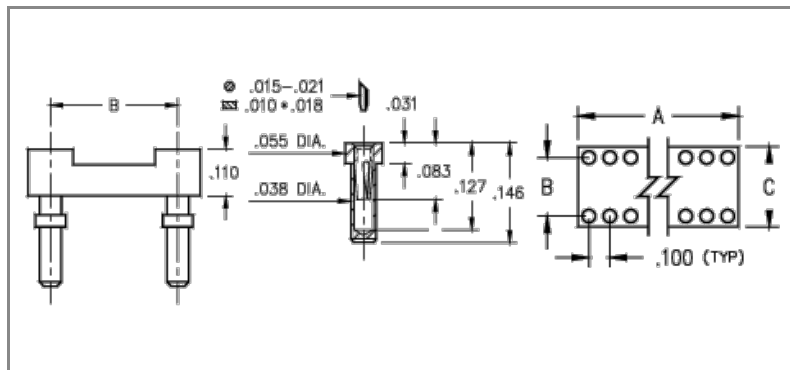 B
.110
.015-.021
.010 * .018
.055 DIA.
.038 DIA.
.031
.083
.127
.146
A
B
C
.100 (TYP)